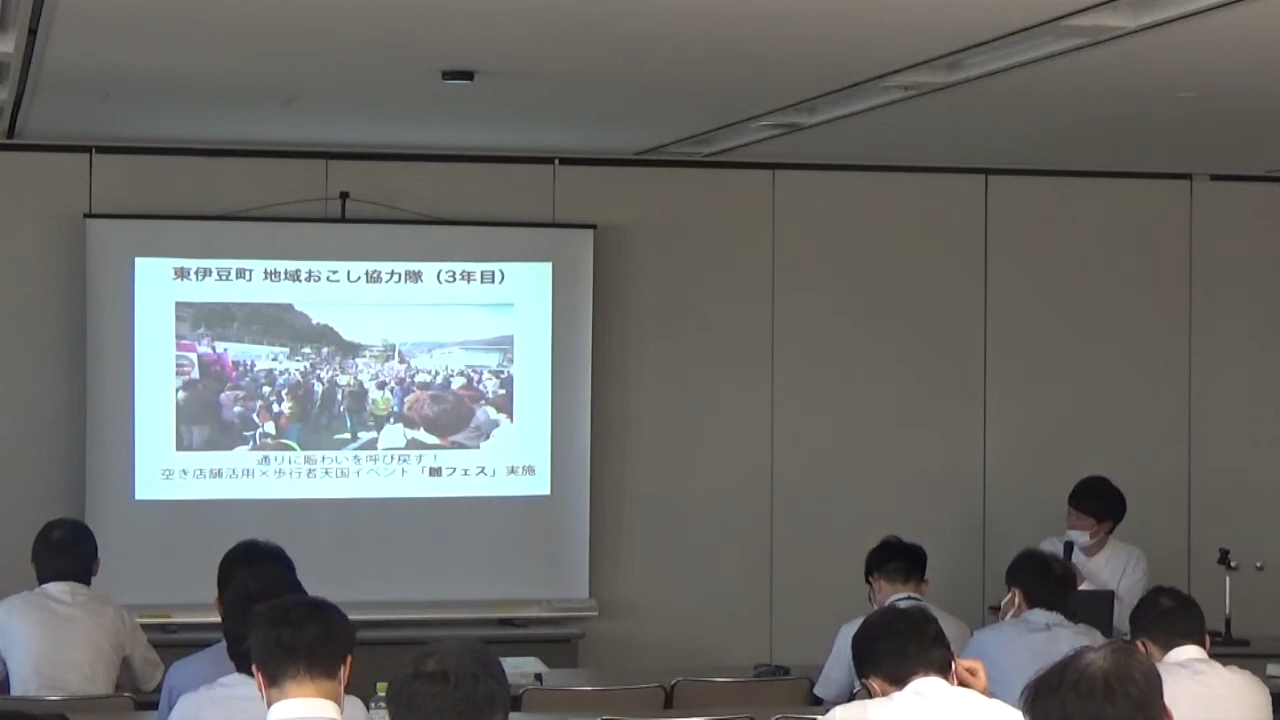 東伊豆町 地域おこし協力隊（3年目）
通りに賑わいを呼び戻す！
空き店舗活用×歩行者天国イベント「雛フェス」実施